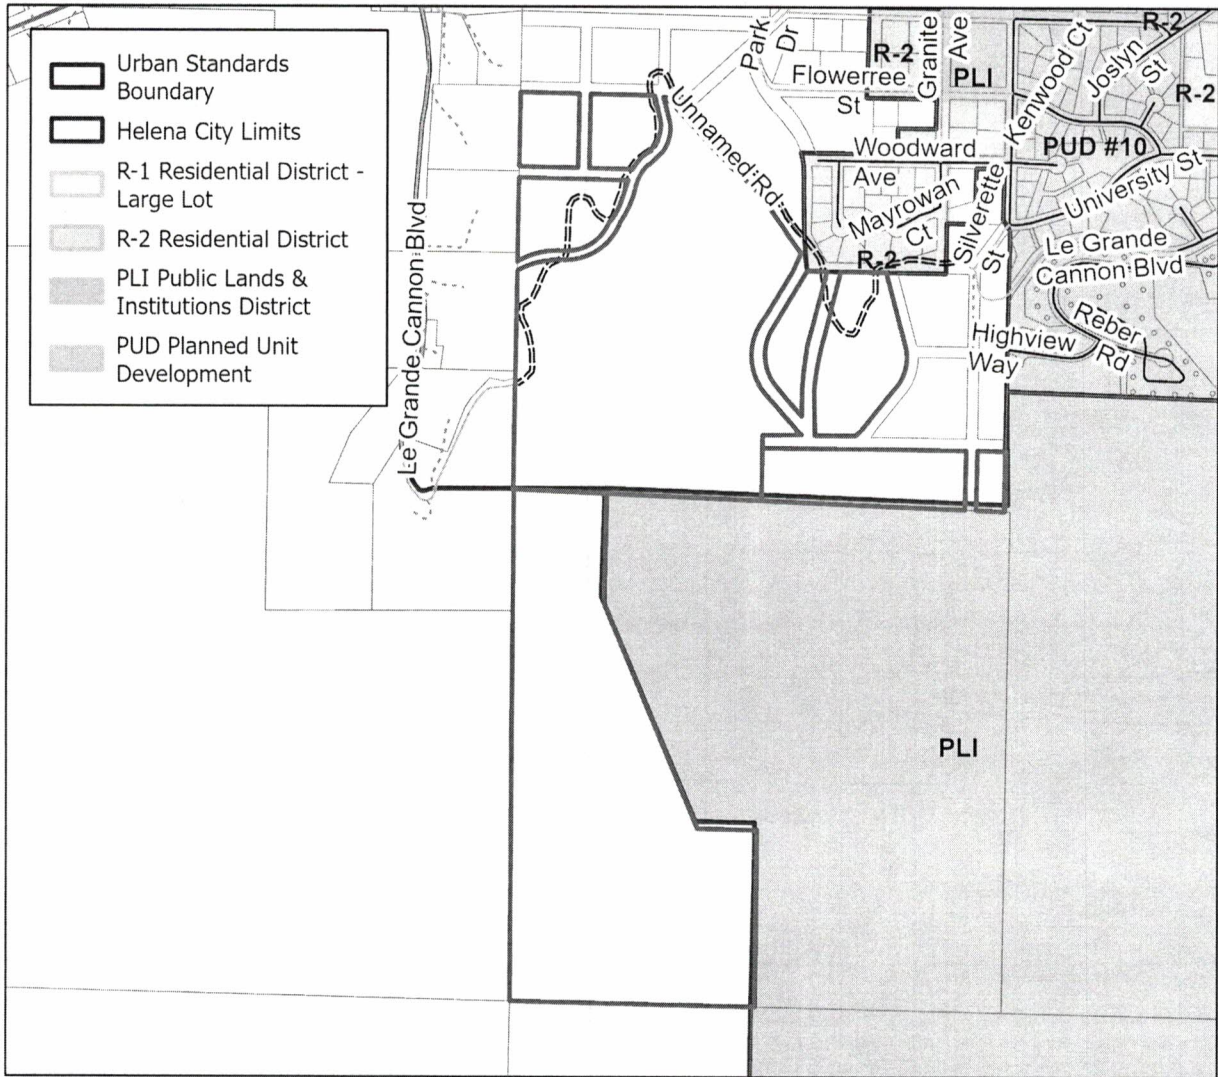 Urban Standards
Boundary
Helena City Limits
R-1 Residential District -
Large Lot
R-2 Residential District
PLI Public Lands &
Institutions District
PUD Planned Unit
Development
Le Grande Cannon Blvd
Unnamed Rd
Park
Dr
Flowerree
St
R-2
Granite
Ave
PLI
Kenwood Ct
Joslyn
St
R-2
R-2
PUD #10
Woodward
Ave
Mayrowan
Ct
Silverette
St
University St
R-2
Le Grande
Cannon Blvd
Highview
Way
Reber
Rd
PLI